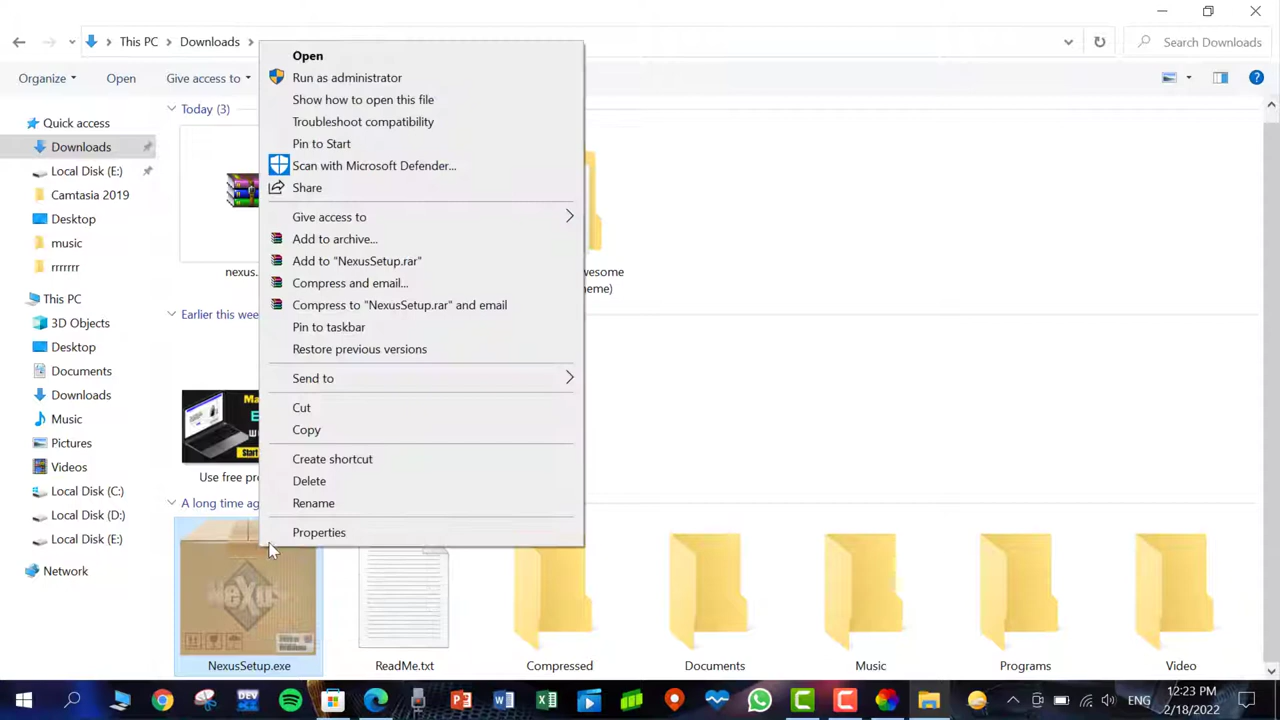 This PC
Downloads
Search Downloads
Organize
Open
Give access to
Today (3)
Quick access
Downloads
Local Disk (E:)
Camtasia 2019
Desktop
music
rrrrrrr
This PC
3D Objects
Desktop
Documents
Downloads
Music
Pictures
Videos
Local Disk (C:)
Local Disk (D:)
Local Disk (E:)
Network
nexus.
Earlier this wee
Use free pr
A long time ag
Open
Run as administrator
Show how to open this file
Troubleshoot compatibility
Pin to Start
Scan with Microsoft Defender...
Share
Give access to
Add to archive...
Add to "NexusSetup.rar"
Compress and email...
Compress to "NexusSetup.rar" and email
Pin to taskbar
Restore previous versions
Send to
Cut
Copy
Create shortcut
Delete
Rename
Properties
wesome
heme)
NeXus
NexusSetup.exe
ReadMe.txt
Compressed
Documents
Music
Programs
Video
DEV
ENG
12:23 PM
2/18/2022